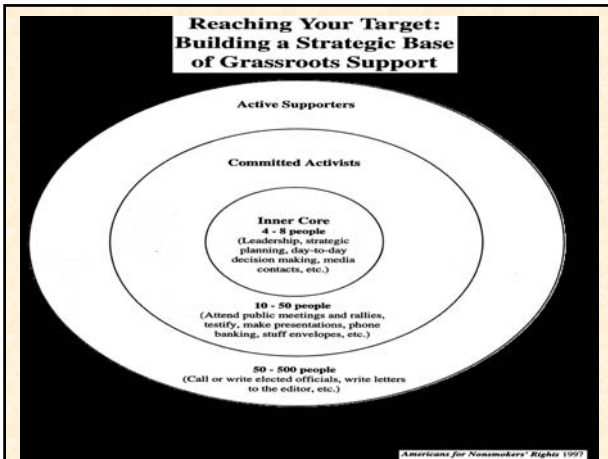 Reaching Your Target:
Building a Strategic Base
of Grassroots Support
Active Supporters
Committed Activists
Inner Core
4 - 8 people
(Leadership, strategic
planning, day-to-day
decision making, media
contacts, etc.)
10 - 50 people
(Attend public meetings and rallies,
testify, make presentations, phone
banking, stuff envelopes, etc.)
50 - 500 people
(Call or write elected officials, write letters
to the editor, etc.)
Americans for Nonsmokers' Rights 1997